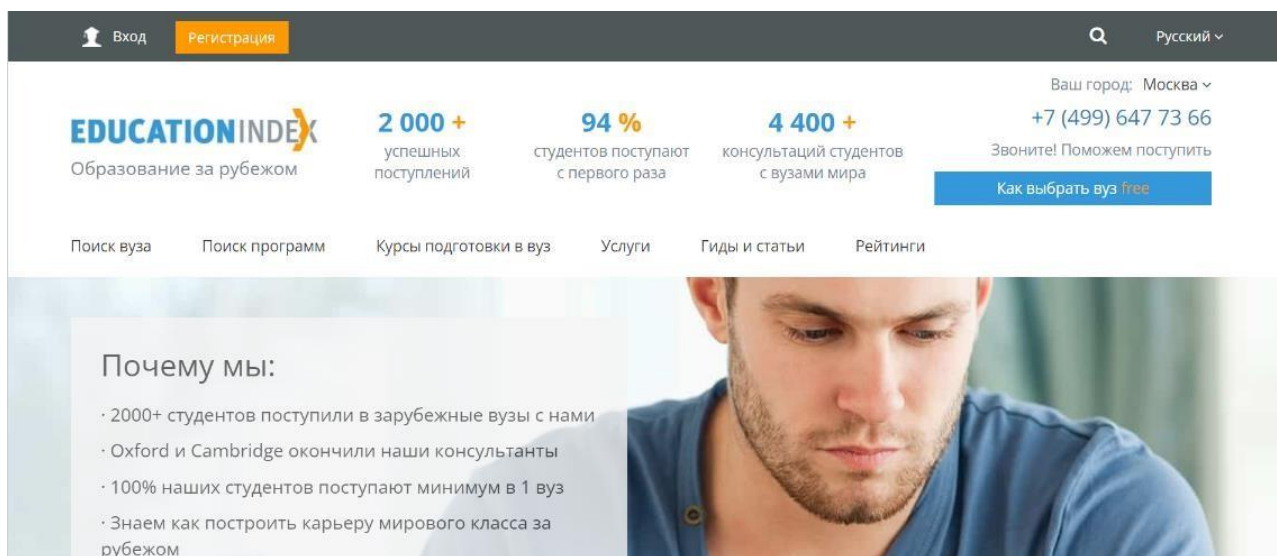 Вход
Регистрация
Русский
Ваш город: Москва
EDUCATIONINDEX
Образование за рубежом
2 000 +
успешных
поступлений
94 %
студентов поступают
с первого раза
4 400 +
консультаций студентов
с вузами мира
+7 (499) 647 73 66
Звоните! Поможем поступить
Как выбрать вуз free
Поиск вуза
Поиск программ
Курсы подготовки в вуз
Услуги
Гиды и статьи
Рейтинги
Почему мы:
· 2000+ студентов поступили в зарубежные вузы с нами
· Oxford и Cambridge окончили наши консультанты
· 100% наших студентов поступают минимум в 1 вуз
· Знаем как построить карьеру мирового класса за
рубежом